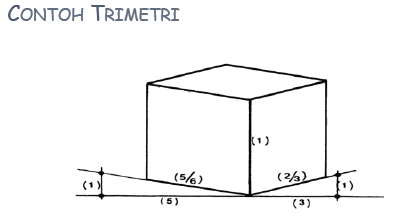 CONTOH TRIMETRI
(1)
(5/6) (2/3)
(1) (1)
(5) (3)